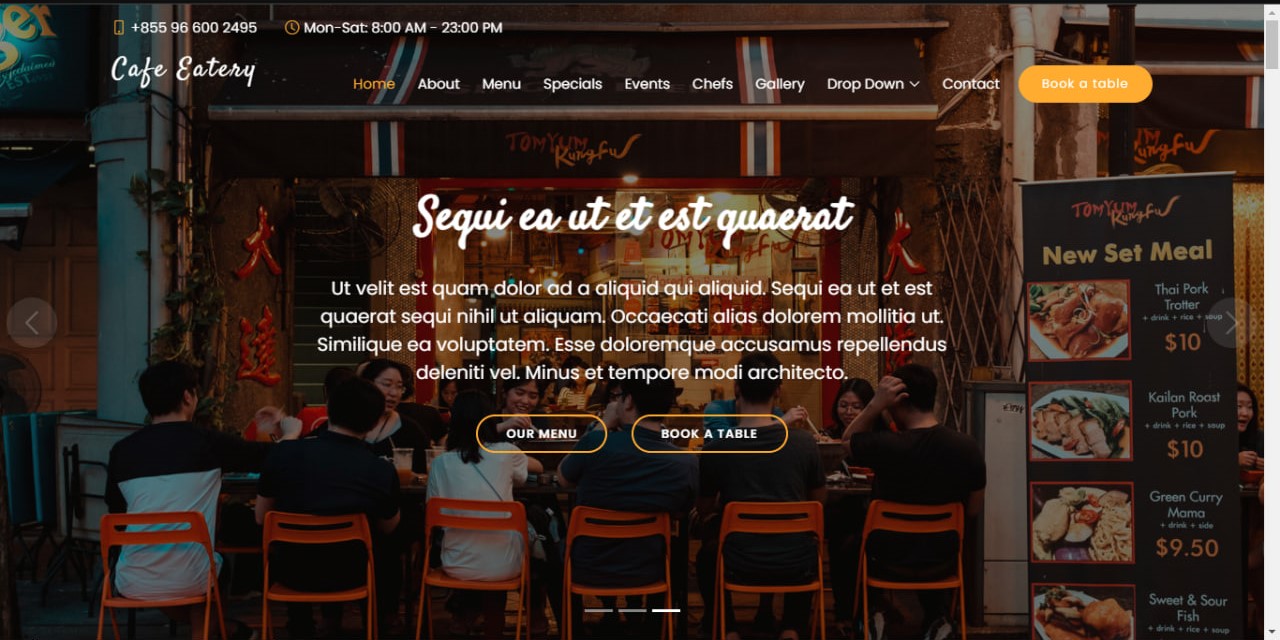 +855 96 600 2495 Mon-Sat: 8:00 AM - 23:00 PM
Cafe Eatery
Home About Menu Specials Events Chefs Gallery Drop Down Contact Book a table
TOMYUM
KungFu
Sequi ea ut et est quaerat
Ut velit est quam dolor ad a aliquid qui aliquid. Sequi ea ut et est
quaerat sequi nihil ut aliquam. Occaecati alias dolorem mollitia ut.
Similique ea voluptatem. Esse doloremque accusamus repellendus
deleniti vel. Minus et tempore modi architecto.
OUR MENU BOOK A TABLE
TOMYUM
KungFu
New Set Meal
Thai Pork
Trotter
+ drink + rice + soup
$10
Kailan Roast
Pork
+ drink + rice + soup
$10
Green Curry
Mama
+ drink + side
$9.50
Sweet & Sour
Fish
+ drink + rice + soup